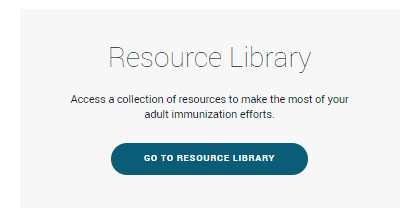 Resource Library
Access a collection of resources to make the most of your
adult immunization efforts.
GO TO RESOURCE LIBRARY